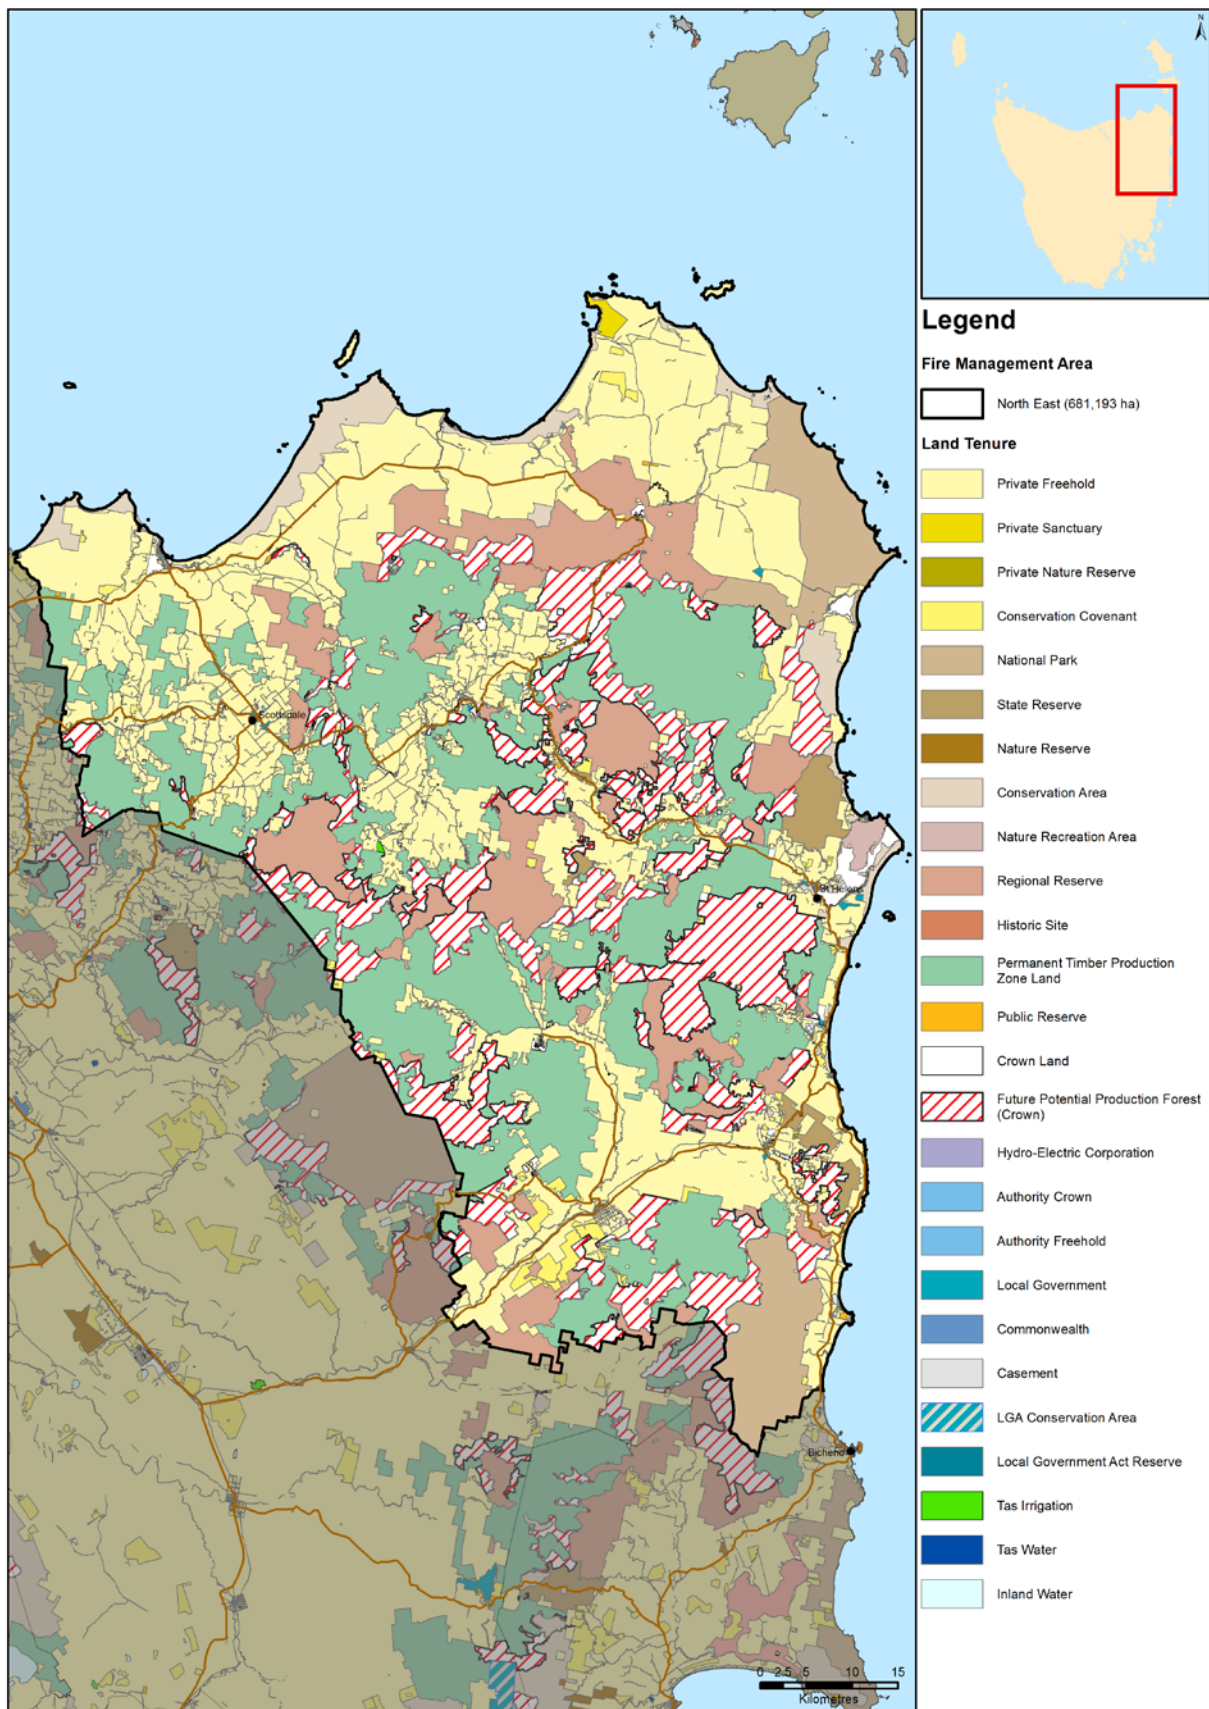 N
Scottsdale
St Helens
Bicheno
0 2.5 5 10 15
Kilometres
Legend
Fire Management Area
North East (681,193 ha)
Land Tenure
Private Freehold
Private Sanctuary
Private Nature Reserve
Conservation Covenant
National Park
State Reserve
Nature Reserve
Conservation Area
Nature Recreation Area
Regional Reserve
Historic Site
Permanent Timber Production
Zone Land
Public Reserve
Crown Land
Future Potential Production Forest
(Crown)
Hydro-Electric Corporation
Authority Crown
Authority Freehold
Local Government
Commonwealth
Casement
LGA Conservation Area
Local Government Act Reserve
Tas Irrigation
Tas Water
Inland Water